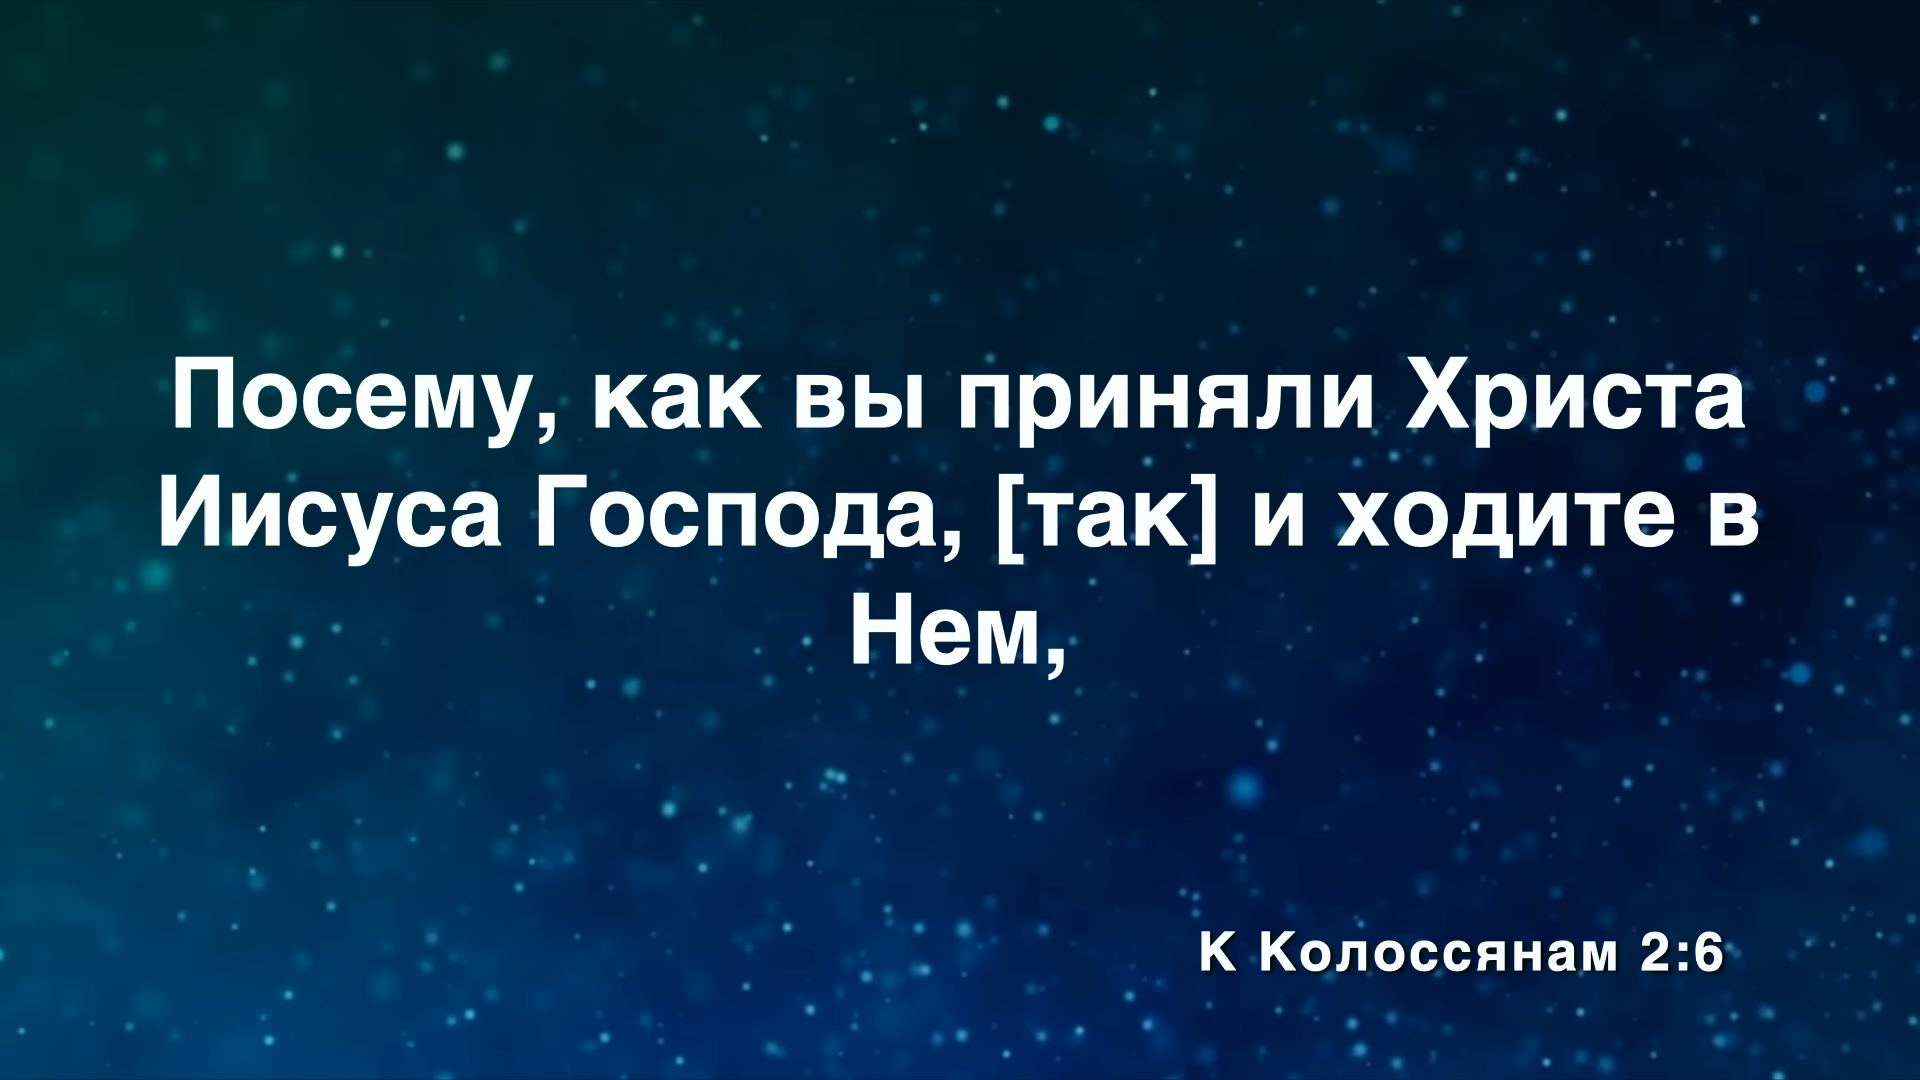 Посему, как вы приняли Христа
Иисуса Господа, [так] и ходите в
Нем,
К Колоссянам 2:6